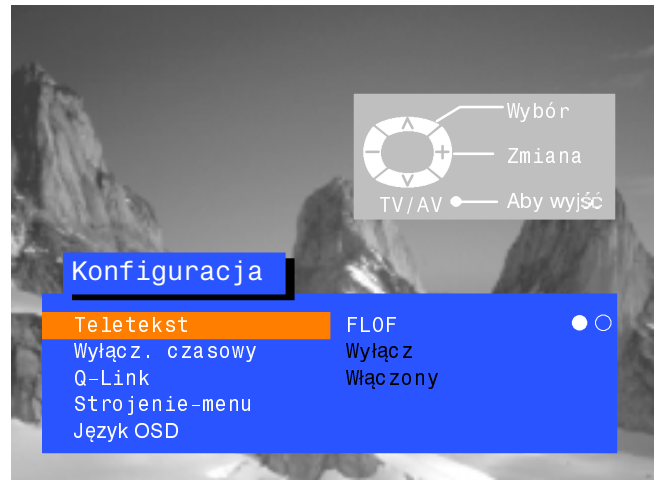 Wybór
Zmiana
TV/AV Aby wyjść
Konfiguracja
Teletekst FLOF
Wyłącz. czasowy Wyłącz
Q-Link Włączony
Strojenie-menu
Język OSD